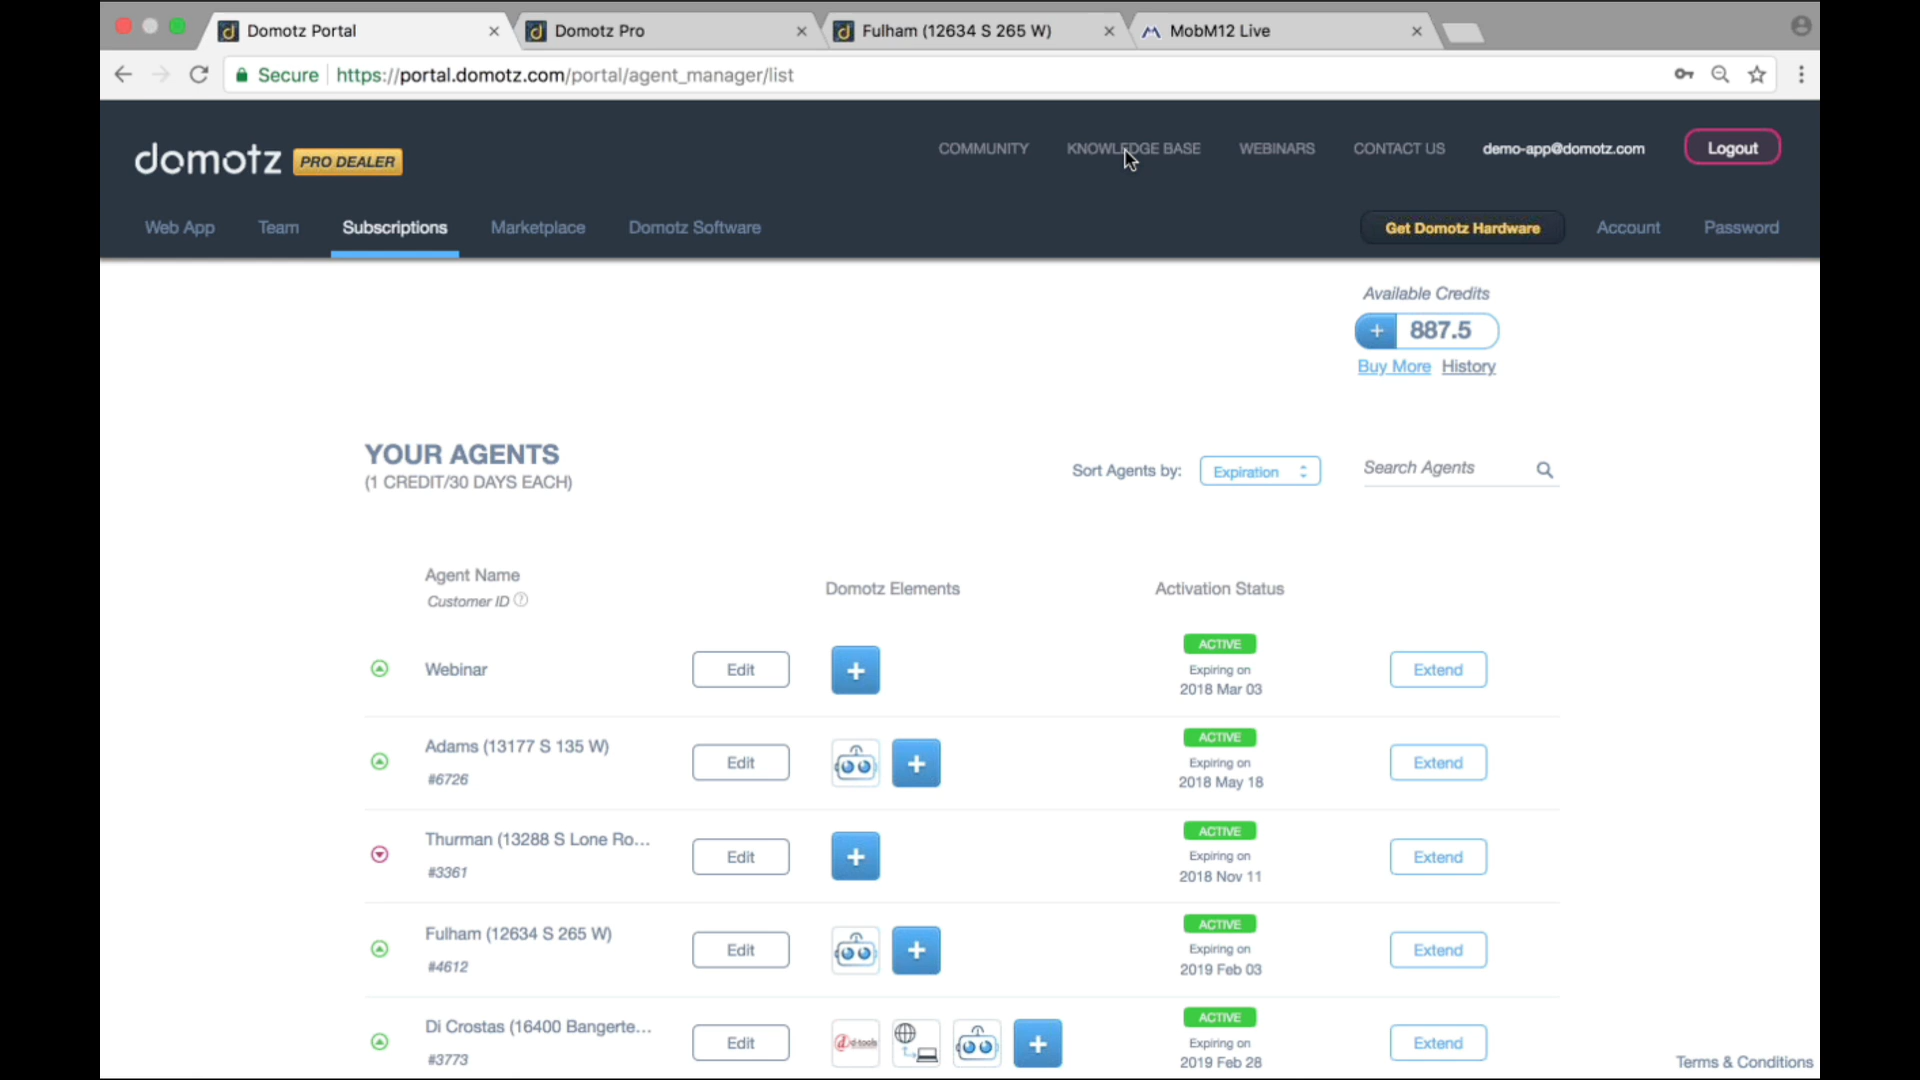 Domotz Portal
Domotz Pro
Fulham (12634 S 265 W)
MobM12 Live
Secure https://portal.domotz.com/portal/agent_manager/list
domotz PRO DEALER
COMMUNITY KNOWLEDGE BASE WEBINARS CONTACT US demo-app@domotz.com Logout
Web App Team Subscriptions Marketplace Domotz Software Get Domotz Hardware Account Password
Available Credits
+ 887.5
Buy More History
YOUR AGENTS
(1 CREDIT/30 DAYS EACH)
Sort Agents by: Expiration Search Agents
Agent Name
Customer ID ?
Domotz Elements
Activation Status
Webinar
Edit
+
ACTIVE
Expiring on
2018 Mar 03
Extend
Adams (13177 S 135 W)
#6726
Edit
+
ACTIVE
Expiring on
2018 May 18
Extend
Thurman (13288 S Lone Ro...
#3361
Edit
+
ACTIVE
Expiring on
2018 Nov 11
Extend
Fulham (12634 S 265 W)
#4612
Edit
+
ACTIVE
Expiring on
2019 Feb 03
Extend
Di Crostas (16400 Bangerte...
#3773
Edit
d-tools
+
ACTIVE
Expiring on
2019 Feb 28
Extend
Terms & Conditions